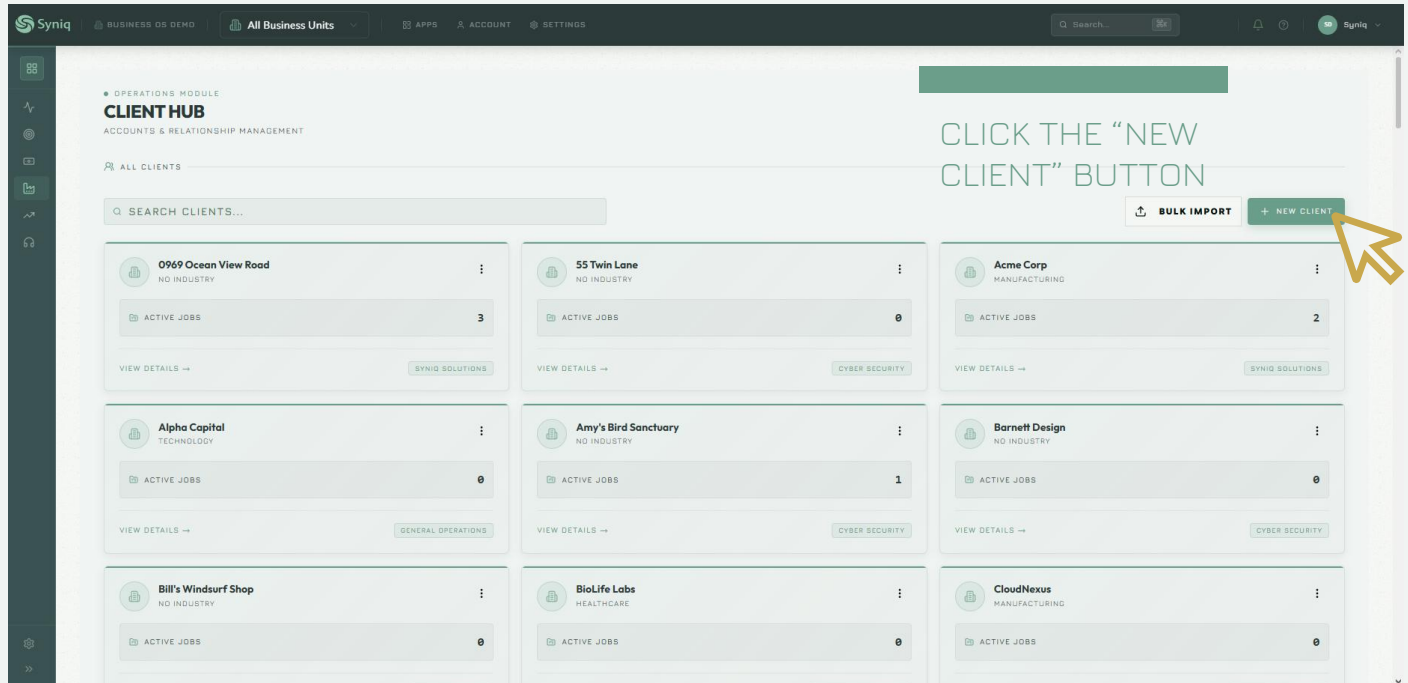 Syniq
BUSINESS OS DEMO
All Business Units
APPS
ACCOUNT
SETTINGS
Search...
⌘K
SD
Syniq
OPERATIONS MODULE
CLIENT HUB
ACCOUNTS & RELATIONSHIP MANAGEMENT
CLICK THE “NEW
CLIENT” BUTTON
ALL CLIENTS
SEARCH CLIENTS...
BULK IMPORT
+ NEW CLIENT
0969 Ocean View Road
NO INDUSTRY
ACTIVE JOBS 3
VIEW DETAILS →
SYNIQ SOLUTIONS
55 Twin Lane
NO INDUSTRY
ACTIVE JOBS 0
VIEW DETAILS →
CYBER SECURITY
Acme Corp
MANUFACTURING
ACTIVE JOBS 2
VIEW DETAILS →
SYNIQ SOLUTIONS
Alpha Capital
TECHNOLOGY
ACTIVE JOBS 0
VIEW DETAILS →
GENERAL OPERATIONS
Amy's Bird Sanctuary
NO INDUSTRY
ACTIVE JOBS 1
VIEW DETAILS →
CYBER SECURITY
Barnett Design
NO INDUSTRY
ACTIVE JOBS 0
VIEW DETAILS →
CYBER SECURITY
Bill's Windsurf Shop
NO INDUSTRY
ACTIVE JOBS 0
BioLife Labs
HEALTHCARE
ACTIVE JOBS 0
CloudNexus
MANUFACTURING
ACTIVE JOBS 0